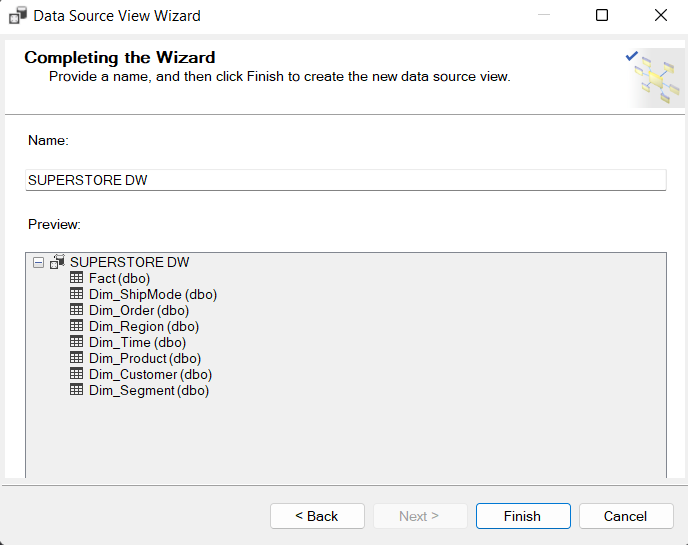 Data Source View Wizard
Completing the Wizard
Provide a name, and then click Finish to create the new data source view.
Name:
SUPERSTORE DW
Preview:
SUPERSTORE DW
Fact (dbo)
Dim_ShipMode (dbo)
Dim_Order (dbo)
Dim_Region (dbo)
Dim_Time (dbo)
Dim_Product (dbo)
Dim_Customer (dbo)
Dim_Segment (dbo)
< Back
Next >
Finish
Cancel